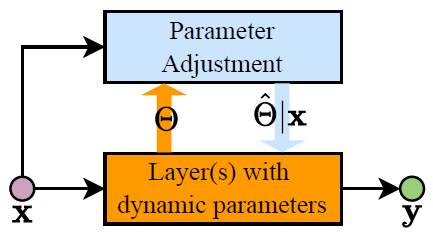 Parameter
Adjustment
Θ
Θ̂|x
Layer(s) with
dynamic parameters
x
y